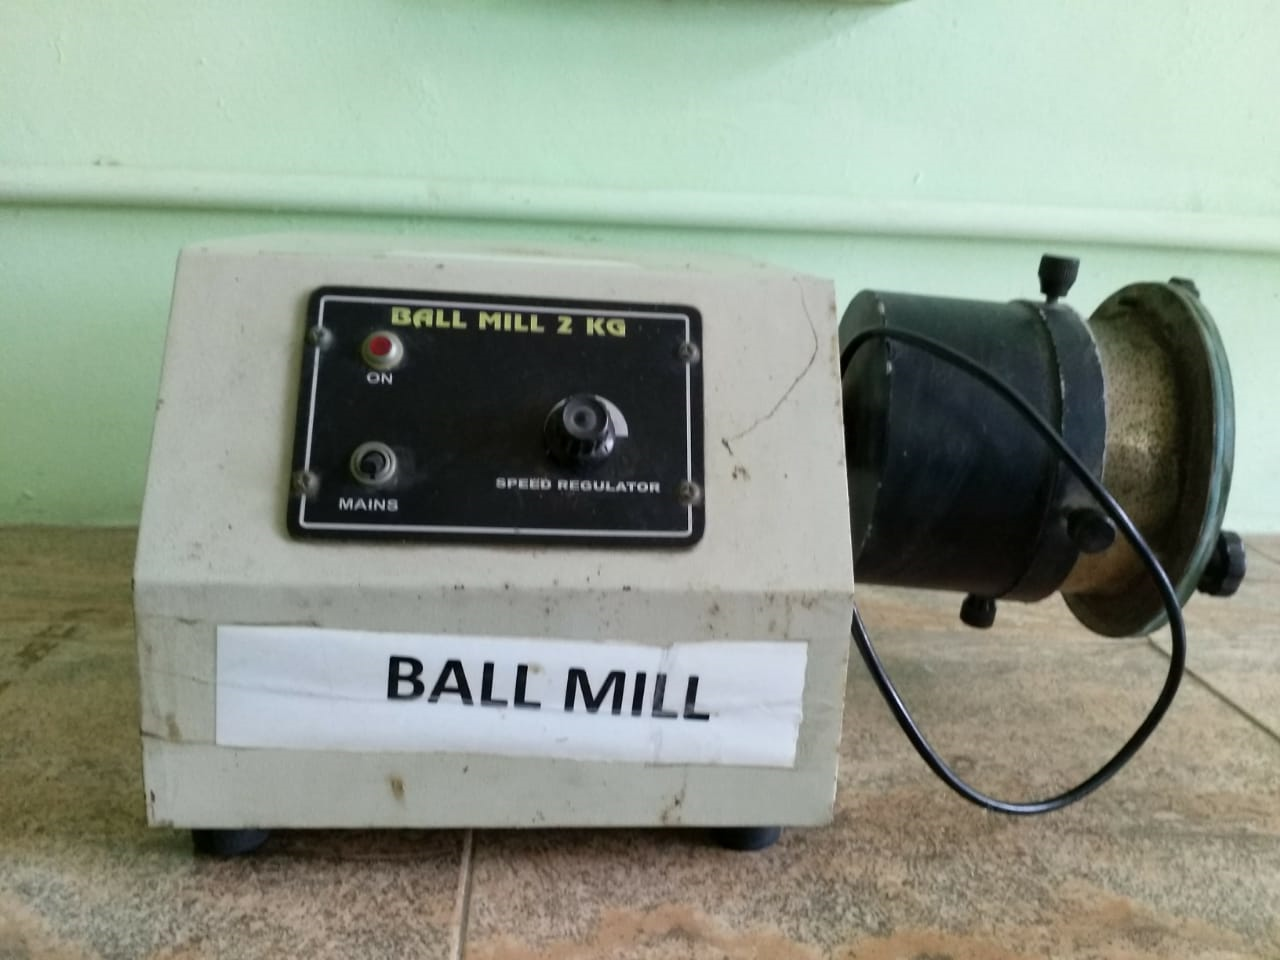 BALL MILL 2 KG
ON
MAINS
SPEED REGULATOR
BALL MILL